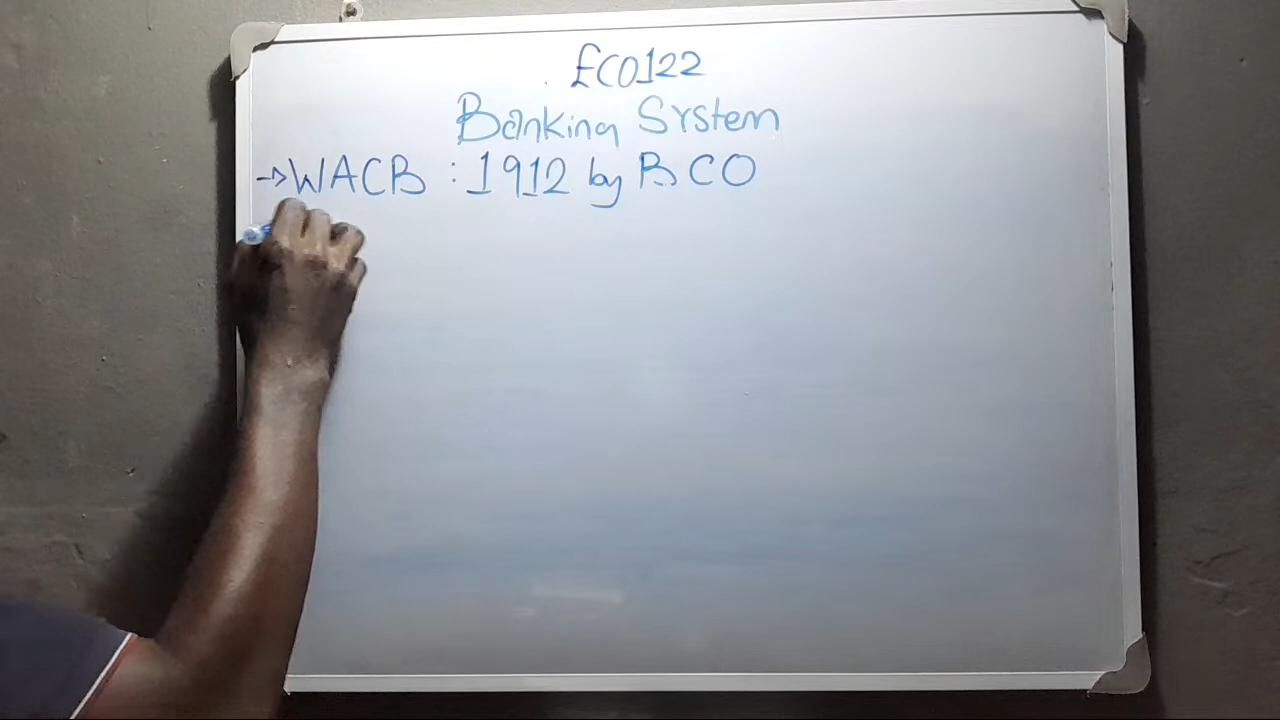 ECO122
Banking System
→WACB : 1912 by BCO